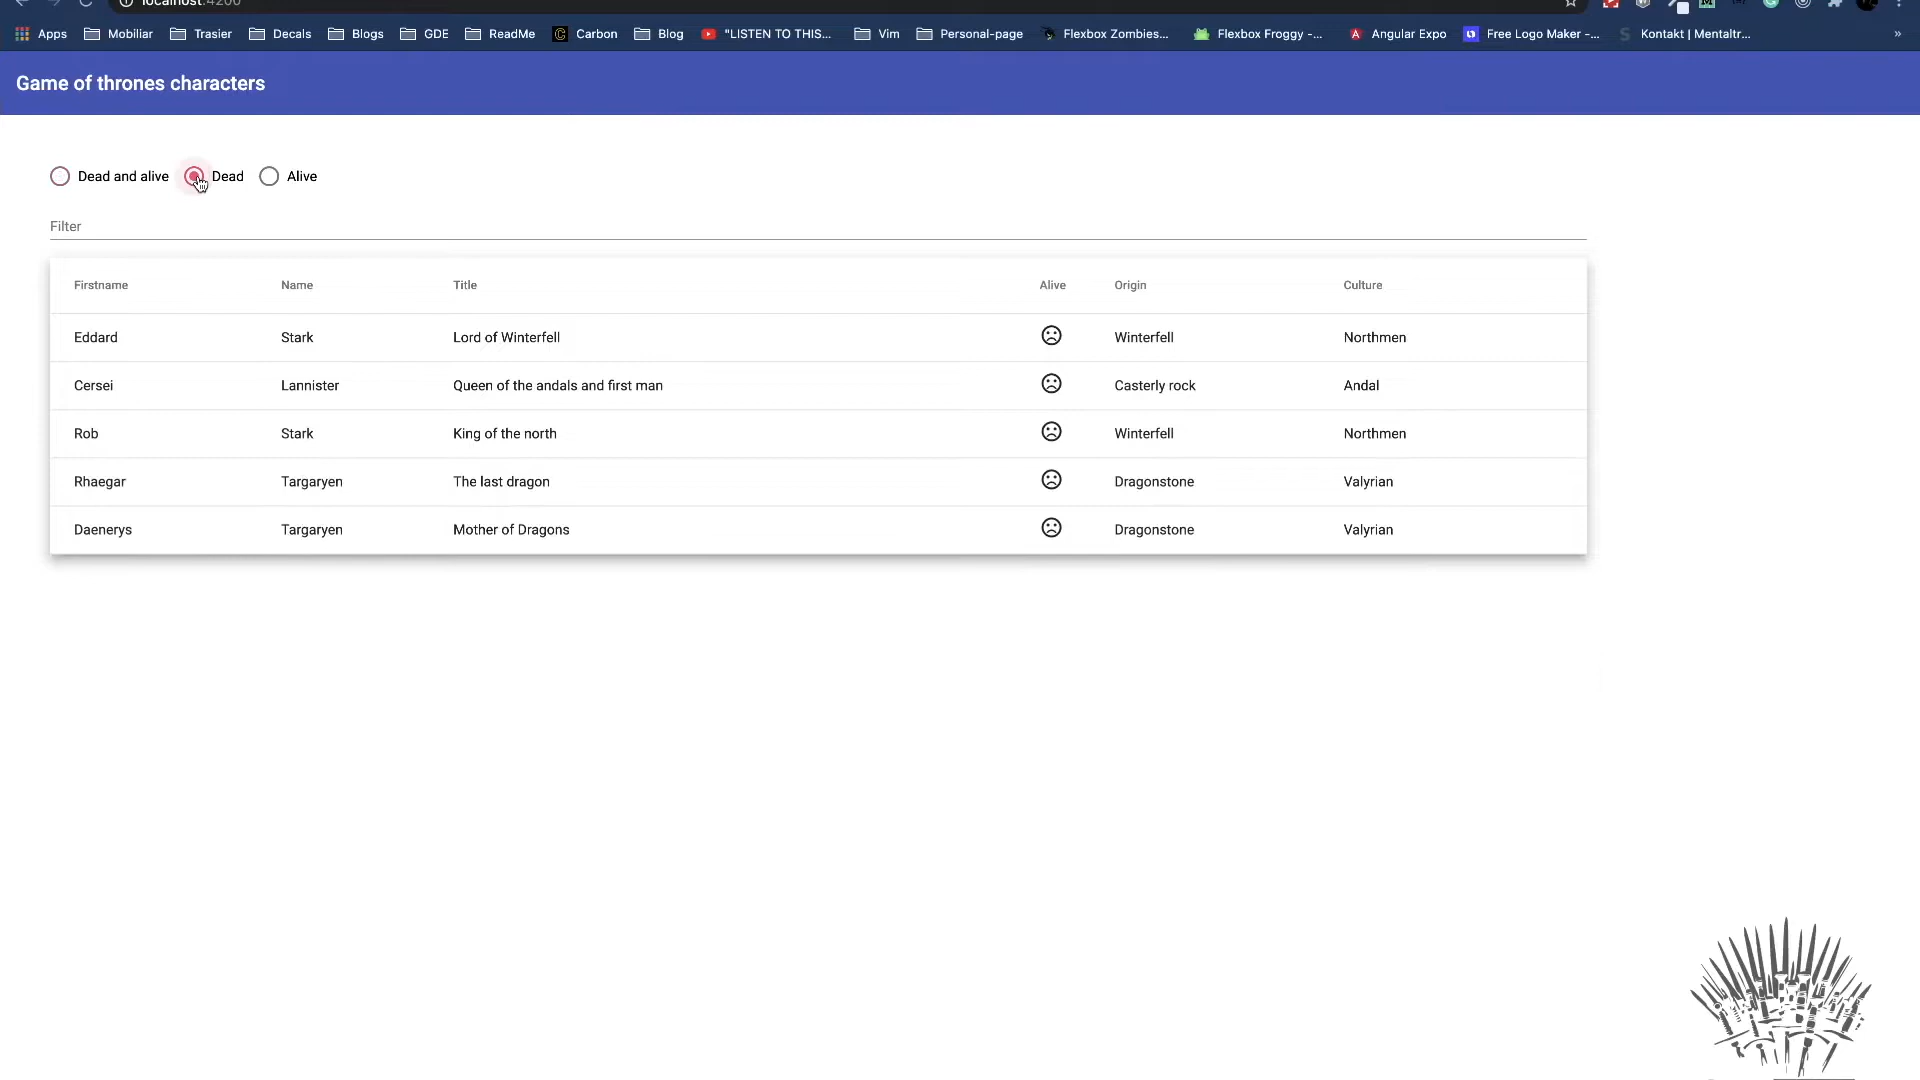 localhost:4200
Apps Mobiliar Trasier Decals Blogs GDE ReadMe Carbon Blog "LISTEN TO THIS... Vim Personal-page Flexbox Zombies... Flexbox Froggy -... Angular Expo Free Logo Maker -... Kontakt | Mentaltr... »
Game of thrones characters
Dead and alive Dead Alive
Filter
Firstname Name Title Alive Origin Culture
Eddard Stark Lord of Winterfell Winterfell Northmen
Cersei Lannister Queen of the andals and first man Casterly rock Andal
Rob Stark King of the north Winterfell Northmen
Rhaegar Targaryen The last dragon Dragonstone Valyrian
Daenerys Targaryen Mother of Dragons Dragonstone Valyrian